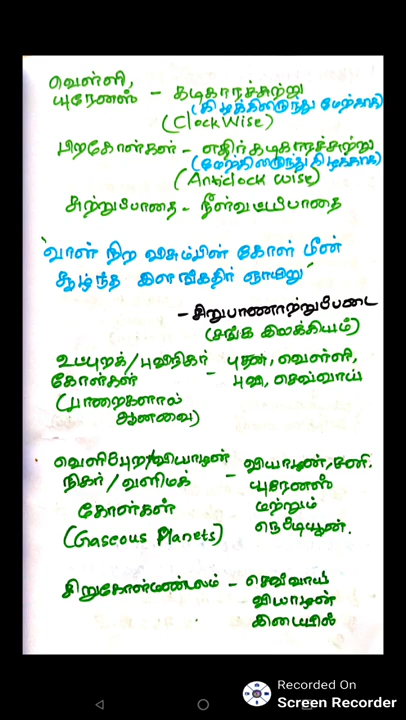 வெள்ளி,
யுரேனஸ் - கடிகாரச்சுற்று
(கிழக்கிலிருந்து மேற்காக)
(Clock Wise)
பிறகோள்கள் - எதிர் கடிகாரச்சுற்று
(மேற்கிலிருந்து கிழக்காக)
(Anticlock wise)
சுற்றுப்பாதை - நீள்வட்டப்பாதை
"வாள் நிற விசும்பின் கோள் மீன்
சூழ்ந்த இளங்கதிர் ஞாயிறு"
- சிறுபாணாற்றுப்படை
(சங்க இலக்கியம்)
உட்புறக் / புவிநிகர் - புதன், வெள்ளி,
கோள்கள் புவி, செவ்வாய்
(பாறைகளால்
ஆனவை)
வெளிப்புற/வியாழன் - வியாழன், சனி,
நிகர் / வளிமக் யுரேனஸ்
கோள்கள் மற்றும்
(Gaseous Planets) நெப்டியூன்.
சிறுகோள்மண்டலம் - செவ்வாய்
வியாழன்
இடையில்
Recorded On
Screen Recorder